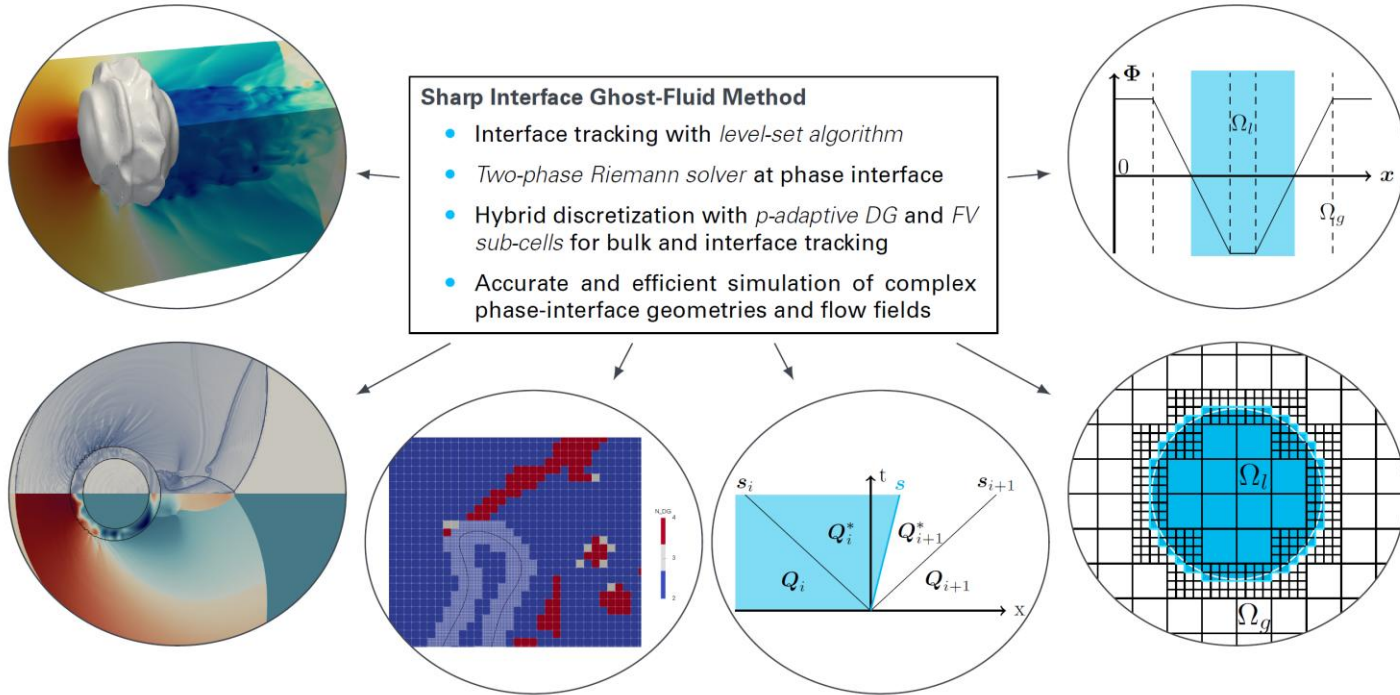 Sharp Interface Ghost-Fluid Method
• Interface tracking with level-set algorithm
• Two-phase Riemann solver at phase interface
• Hybrid discretization with p-adaptive DG and FV
sub-cells for bulk and interface tracking
• Accurate and efficient simulation of complex
phase-interface geometries and flow fields
Φ
Ω_l
0
x
Ω_g
N_DG
4
3
2
t
s_i
s
s_{i+1}
Q_i^*
Q_{i+1}^*
Q_i
Q_{i+1}
x
Ω_l
Ω_g